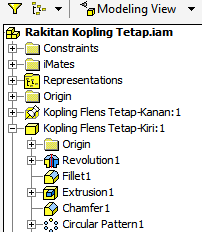 Modeling View
Rakitan Kopling Tetap.iam
Constraints
iMates
Representations
Origin
Kopling Flens Tetap-Kanan:1
Kopling Flens Tetap-Kiri:1
Origin
Revolution1
Fillet1
Extrusion1
Chamfer1
Circular Pattern1